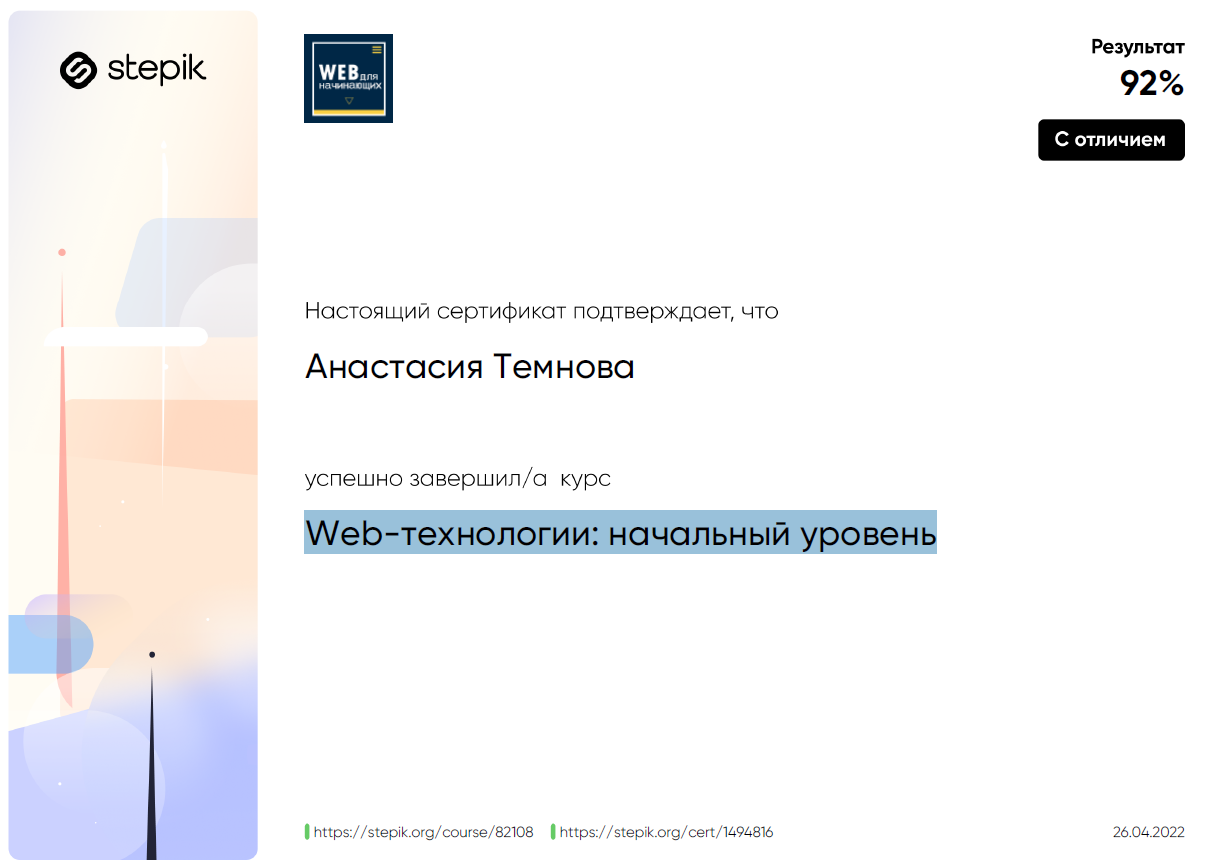 stepik
WEB для
начинающих
Результат
92%
С отличием
Настоящий сертификат подтверждает, что
Анастасия Темнова
успешно завершил/а  курс
Web-технологии: начальный уровень
https://stepik.org/course/82108
https://stepik.org/cert/1494816
26.04.2022